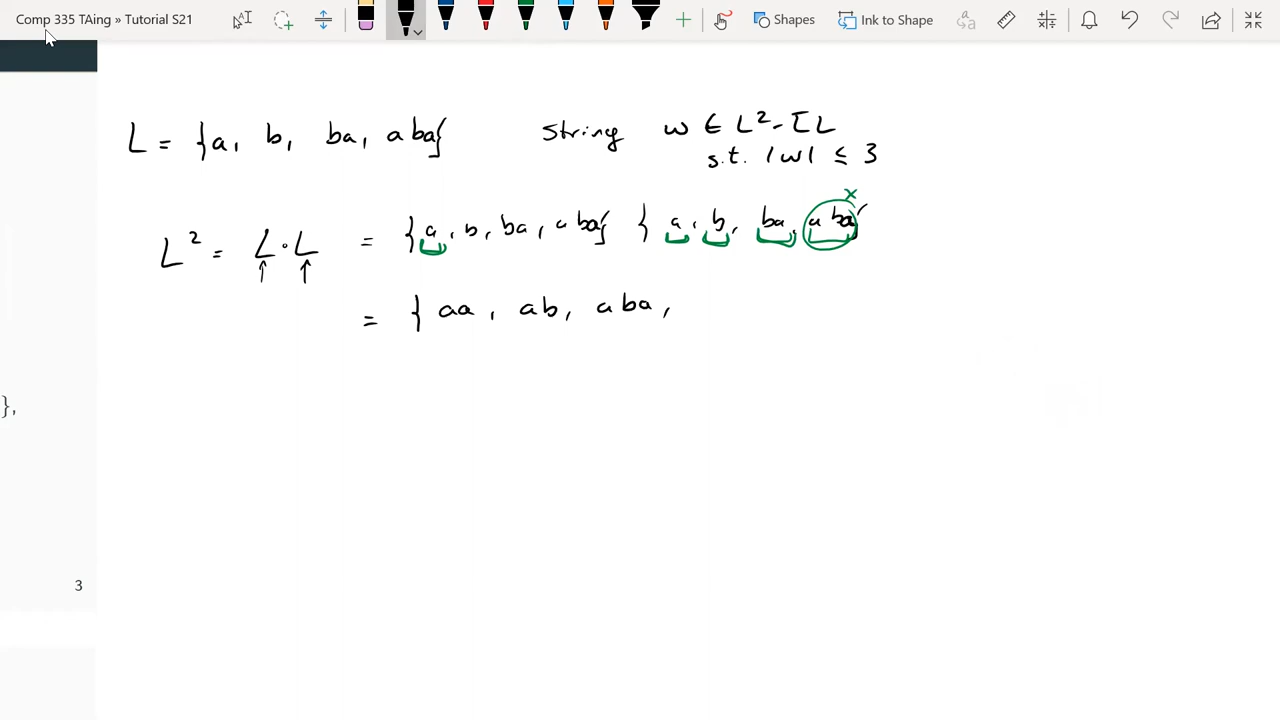 Comp 335 TAing » Tutorial S21
Shapes
Ink to Shape
L = {a, b, ba, aba}
string w ∈ L² - L
s.t. |w| ≤ 3
L² = L · L = {a, b, ba, aba} {a, b, ba, aba}
x
= { aa, ab, aba,
},
3